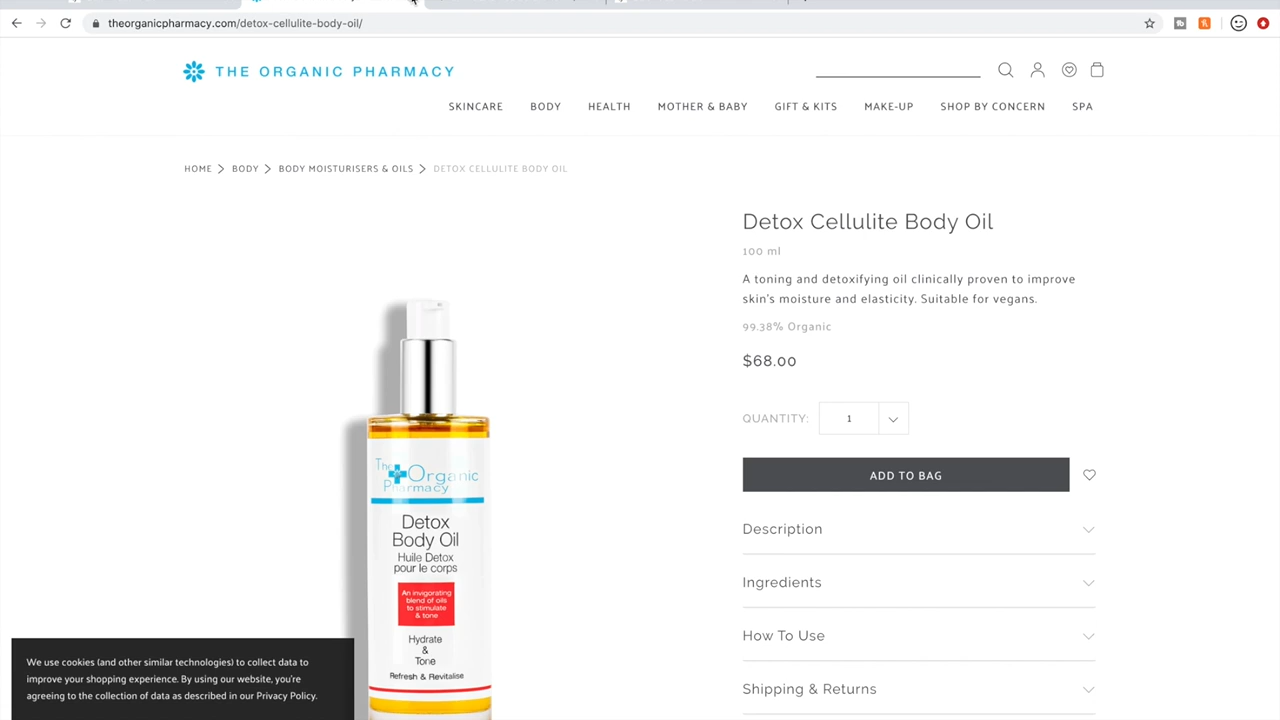 theorganicpharmacy.com/detox-cellulite-body-oil/
THE ORGANIC PHARMACY
SKINCARE BODY HEALTH MOTHER & BABY GIFT & KITS MAKE-UP SHOP BY CONCERN SPA
HOME > BODY > BODY MOISTURISERS & OILS > DETOX CELLULITE BODY OIL
Detox Cellulite Body Oil
100 ml
A toning and detoxifying oil clinically proven to improve
skin's moisture and elasticity. Suitable for vegans.
99.38% Organic
$68.00
QUANTITY: 1
ADD TO BAG
Description
Ingredients
How To Use
Shipping & Returns
The Organic
Pharmacy
Detox
Body Oil
Huile Detox
pour le corps
An invigorating
blend of oils
to stimulate
& tone
Hydrate
&
Tone
Refresh & Revitalise
We use cookies (and other similar technologies) to collect data to
improve your shopping experience. By using our website, you're
agreeing to the collection of data as described in our Privacy Policy.